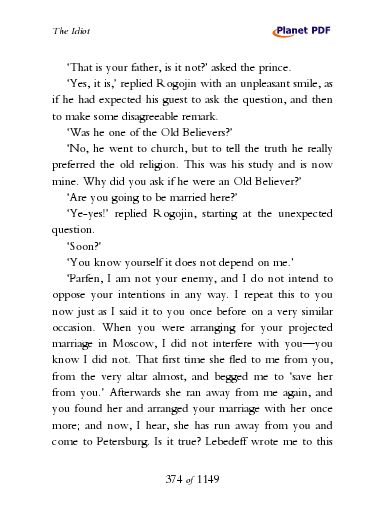 The Idiot
Planet PDF
'That is your father, is it not?' asked the prince.
'Yes, it is,' replied Rogojin with an unpleasant smile, as
if he had expected his guest to ask the question, and then
to make some disagreeable remark.
'Was he one of the Old Believers?'
'No, he went to church, but to tell the truth he really
preferred the old religion. This was his study and is now
mine. Why did you ask if he were an Old Believer?'
'Are you going to be married here?'
'Ye-yes!' replied Rogojin, starting at the unexpected
question.
'Soon?'
'You know yourself it does not depend on me.'
'Parfen, I am not your enemy, and I do not intend to
oppose your intentions in any way. I repeat this to you
now just as I said it to you once before on a very similar
occasion. When you were arranging for your projected
marriage in Moscow, I did not interfere with you—you
know I did not. That first time she fled to me from you,
from the very altar almost, and begged me to 'save her
from you.' Afterwards she ran away from me again, and
you found her and arranged your marriage with her once
more; and now, I hear, she has run away from you and
come to Petersburg. Is it true? Lebedeff wrote me to this
374 of 1149